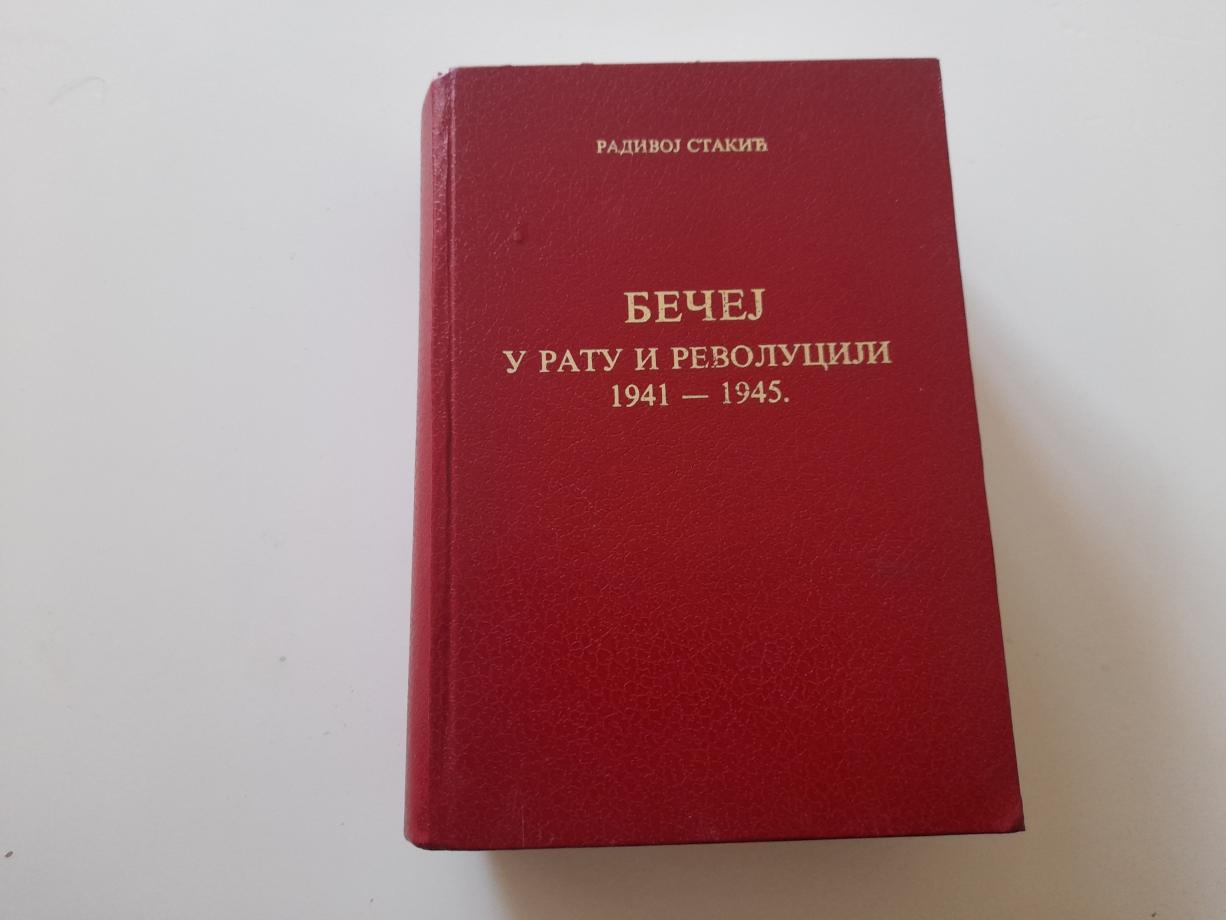 РАДИВОЈ СТАКИЋ
БЕЧЕЈ
У РАТУ И РЕВОЛУЦИЈИ
1941 — 1945.